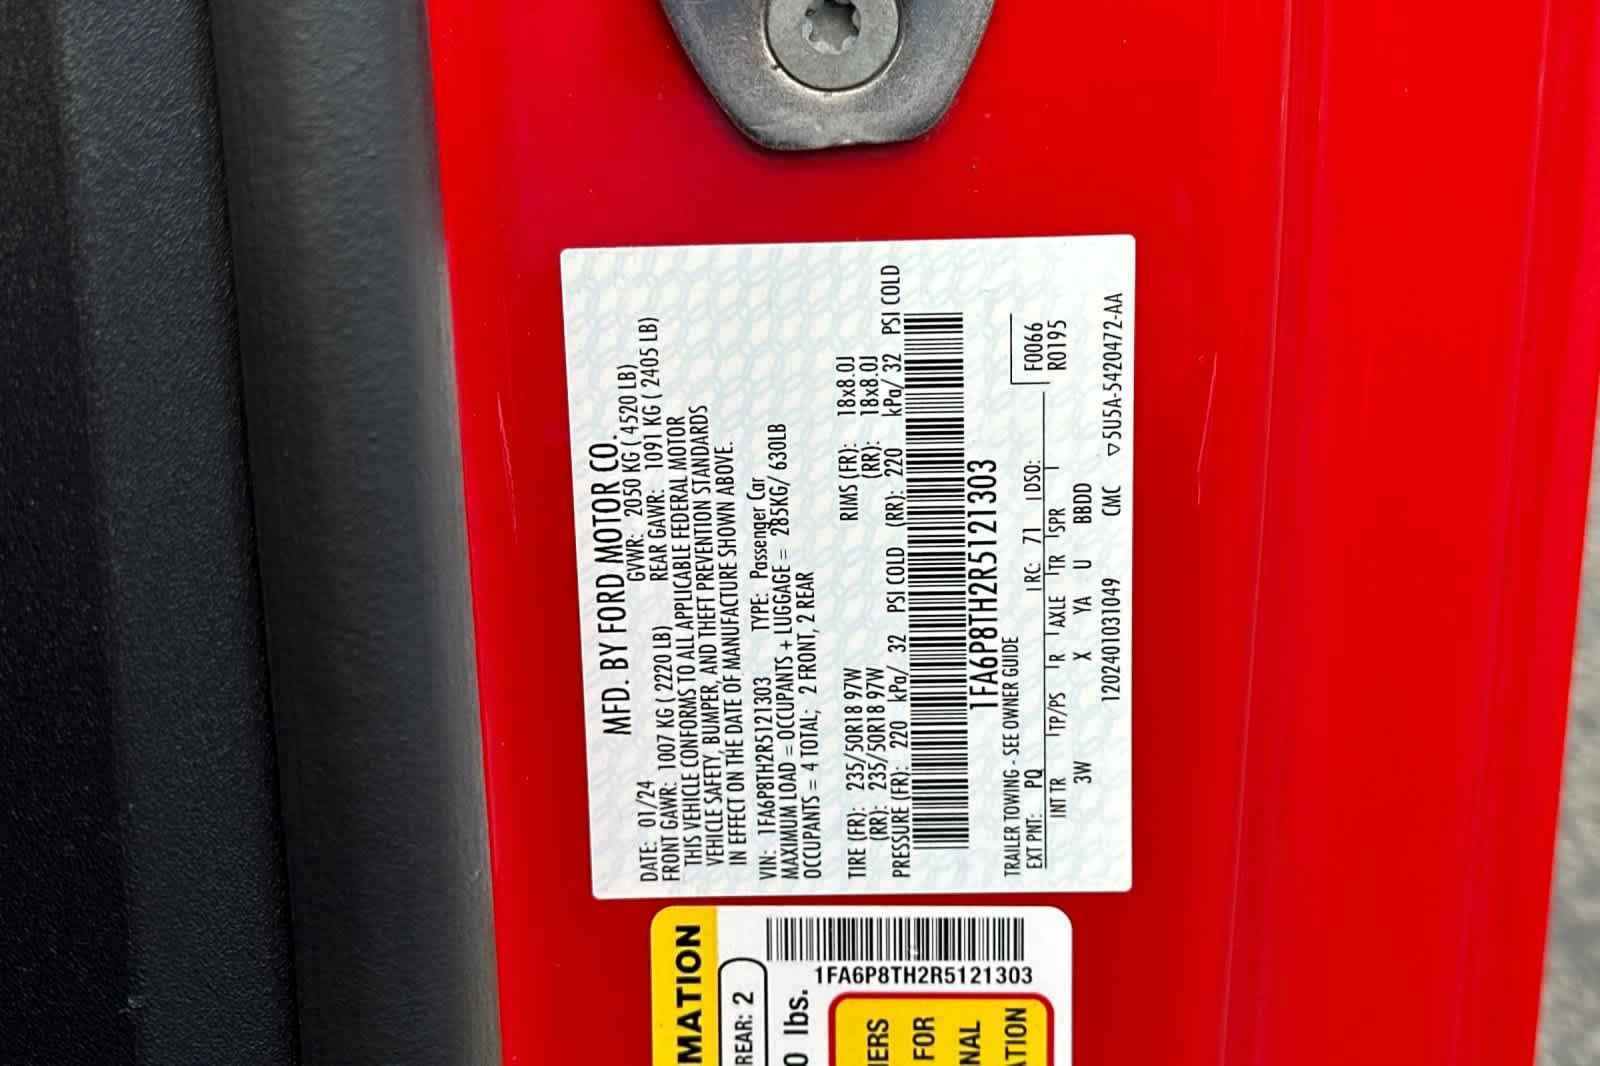 MFD. BY FORD MOTOR CO.
DATE: 01/24 GVWR: 2050 KG ( 4520 LB)
FRONT GAWR: 1007 KG ( 2220 LB) REAR GAWR: 1091 KG ( 2405 LB)
THIS VEHICLE CONFORMS TO ALL APPLICABLE FEDERAL MOTOR
VEHICLE SAFETY, BUMPER, AND THEFT PREVENTION STANDARDS
IN EFFECT ON THE DATE OF MANUFACTURE SHOWN ABOVE.
VIN: 1FA6P8TH2R5121303 TYPE: Passenger Car
MAXIMUM LOAD = OCCUPANTS + LUGGAGE = 285KG/ 630LB
OCCUPANTS = 4 TOTAL; 2 FRONT, 2 REAR
TIRE (FR): 235/50R18 97W RIMS (FR): 18x8.0J
(RR): 235/50R18 97W (RR): 18x8.0J
PRESSURE (FR): 220 kPa/ 32 PSI COLD (RR): 220 kPa/ 32 PSI COLD
1FA6P8TH2R5121303
TRAILER TOWING - SEE OWNER GUIDE
EXT PNT: PQ RC: 71 DSO: F0066
INT TR TP/PS R AXLE TR SPR R0195
3W X YA U BBDD
120241031049 CMC ▽5U5A-5420472-AA
MATION
REAR: 2
0 lbs.
1FA6P8TH2R5121303
IERS
FOR
NAL
TION